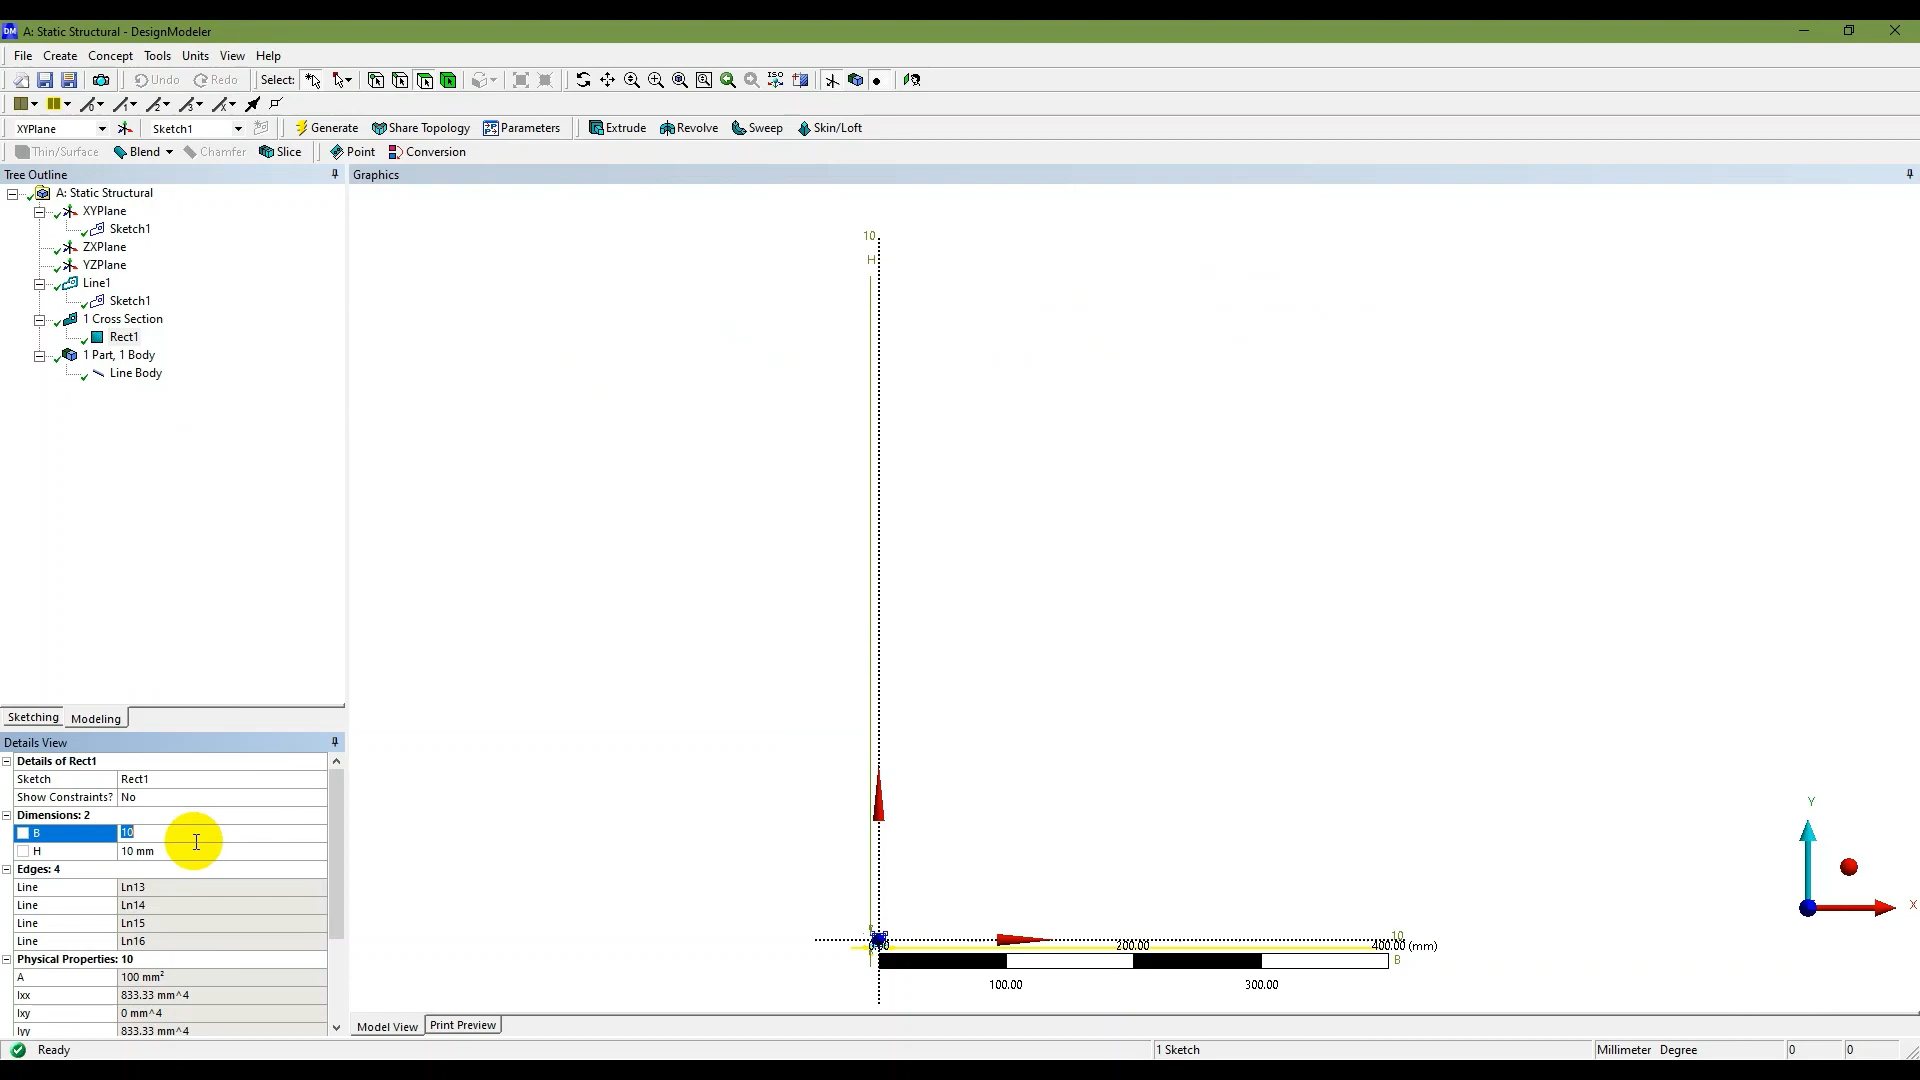 DM A: Static Structural - DesignModeler
File Create Concept Tools Units View Help
Undo Redo Select: ISO
XYPlane Sketch1 Generate Share Topology Parameters Extrude Revolve Sweep Skin/Loft
Thin/Surface Blend Chamfer Slice Point Conversion
Tree Outline
A: Static Structural
XYPlane
Sketch1
ZXPlane
YZPlane
Line1
Sketch1
1 Cross Section
Rect1
1 Part, 1 Body
Line Body
Sketching Modeling
Details View
Details of Rect1
Sketch Rect1
Show Constraints? No
Dimensions: 2
B 10
H 10 mm
Edges: 4
Line Ln13
Line Ln14
Line Ln15
Line Ln16
Physical Properties: 10
A 100 mm²
Ixx 833.33 mm^4
Ixy 0 mm^4
Iyy 833.33 mm^4
Graphics
10
H
10
B
0.00 200.00 400.00 (mm)
100.00 300.00
Y
X
Model View Print Preview
Ready 1 Sketch Millimeter Degree 0 0